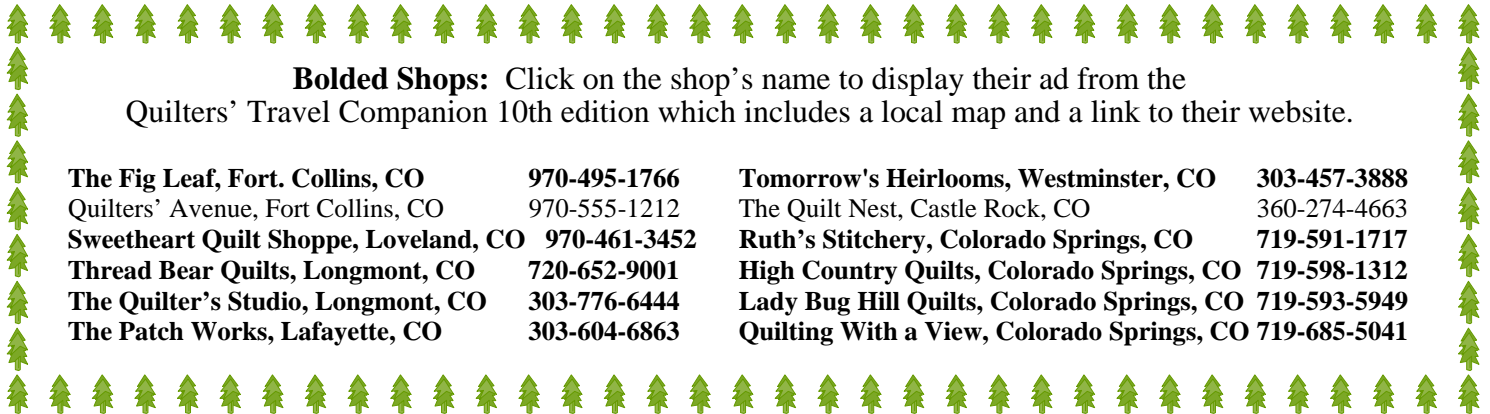 Bolded Shops: Click on the shop’s name to display their ad from the
Quilters’ Travel Companion 10th edition which includes a local map and a link to their website.
The Fig Leaf, Fort. Collins, CO 970-495-1766
Quilters’ Avenue, Fort Collins, CO 970-555-1212
Sweetheart Quilt Shoppe, Loveland, CO 970-461-3452
Thread Bear Quilts, Longmont, CO 720-652-9001
The Quilter’s Studio, Longmont, CO 303-776-6444
The Patch Works, Lafayette, CO 303-604-6863
Tomorrow's Heirlooms, Westminster, CO 303-457-3888
The Quilt Nest, Castle Rock, CO 360-274-4663
Ruth’s Stitchery, Colorado Springs, CO 719-591-1717
High Country Quilts, Colorado Springs, CO 719-598-1312
Lady Bug Hill Quilts, Colorado Springs, CO 719-593-5949
Quilting With a View, Colorado Springs, CO 719-685-5041